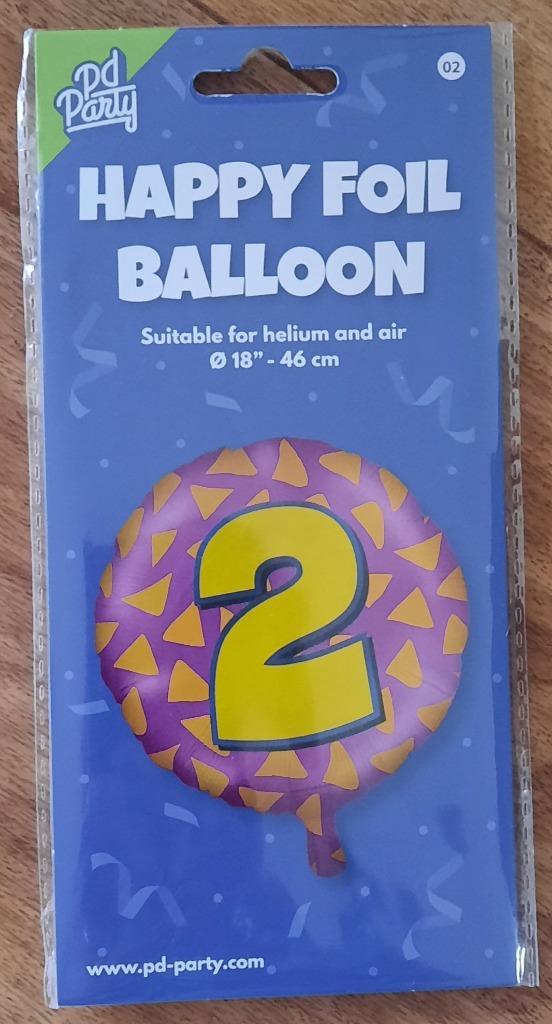 Pd
Party
02
HAPPY FOIL
BALLOON
Suitable for helium and air
Ø 18” - 46 cm
2
www.pd-party.com